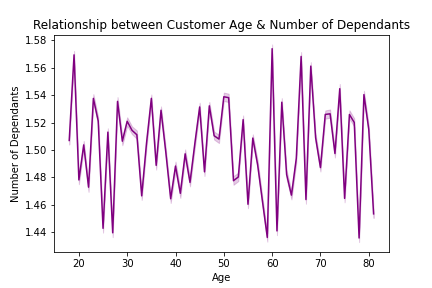 Relationship between Customer Age & Number of Dependants
1.58
1.56
1.54
1.52
1.50
1.48
1.46
1.44
Number of Dependants
20 30 40 50 60 70 80
Age